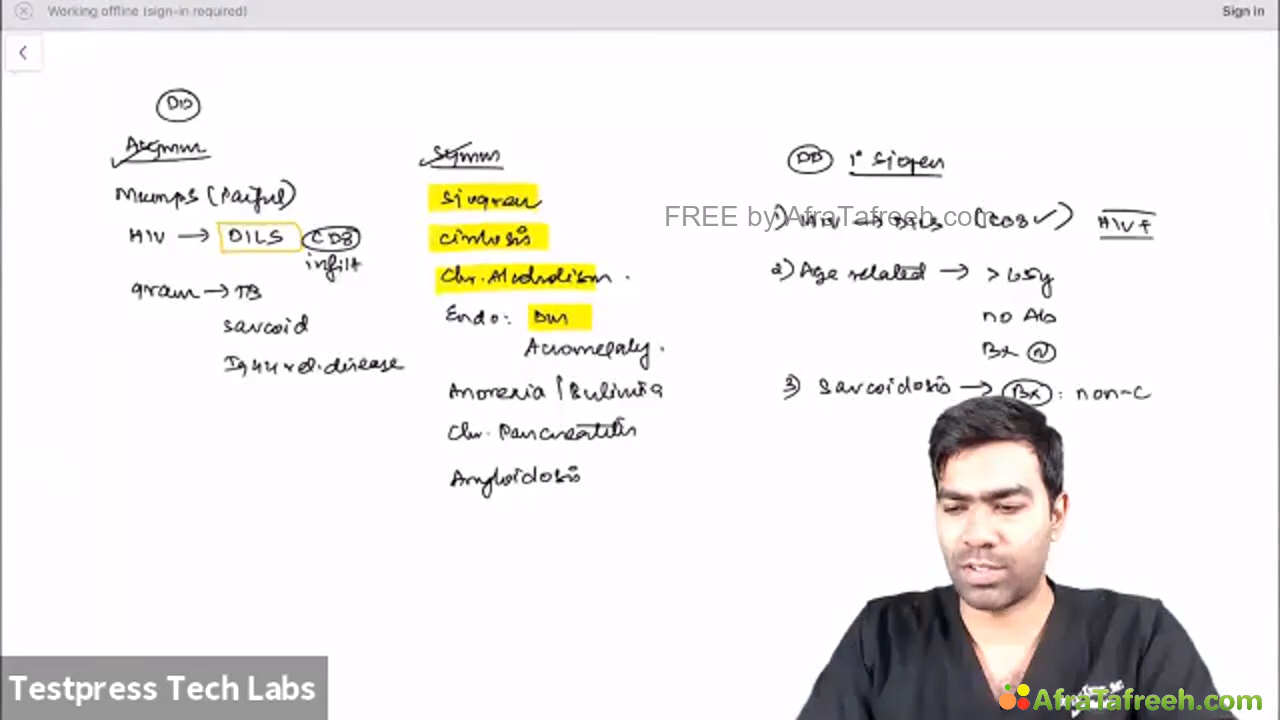 Working offline (sign-in required)
Sign in
DD
Asymm
Mumps (Painful)
HIV → DILS CD8
infilt
gram → TB
sarcoid
Igg4 rel. disease
Symm
Sjogren
Cirrhosis
Chr. Alcoholism.
Endo: DM
Acromegaly.
Anorexia / Bulimia
Chr. Pancreatitis
Amyloidosis
DD 1° Sjogren
FREE by AfraTafreeh.com
1) HIV → DILS (CD8 ✓) HIV +
2) Age related → > 65y
no Ab
Bx N
3) Sarcoidosis → Bx : non-C
Testpress Tech Labs
AfraTafreeh.com